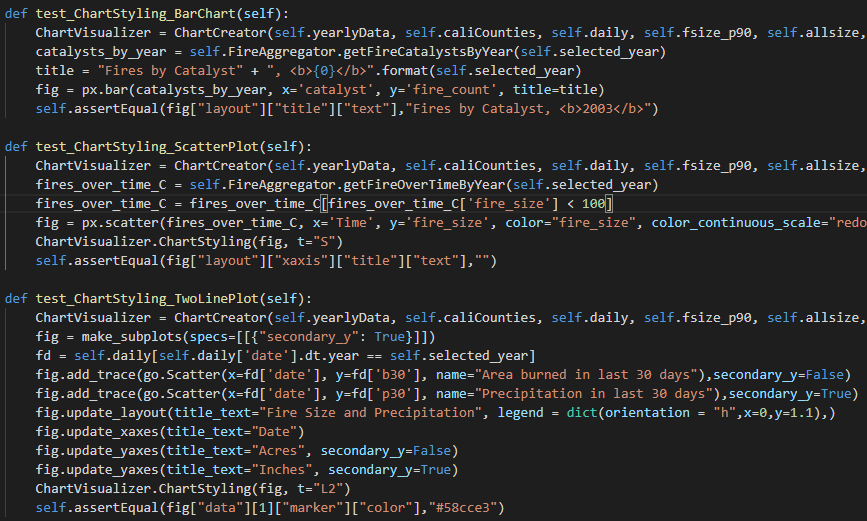 def test_ChartStyling_BarChart(self):
    ChartVisualizer = ChartCreator(self.yearlyData, self.caliCounties, self.daily, self.fsize_p90, self.allsize,
    catalysts_by_year = self.FireAggregator.getFireCatalystsByYear(self.selected_year)
    title = "Fires by Catalyst" + ", <b>{0}</b>".format(self.selected_year)
    fig = px.bar(catalysts_by_year, x='catalyst', y='fire_count', title=title)
    self.assertEqual(fig["layout"]["title"]["text"],"Fires by Catalyst, <b>2003</b>")

def test_ChartStyling_ScatterPlot(self):
    ChartVisualizer = ChartCreator(self.yearlyData, self.caliCounties, self.daily, self.fsize_p90, self.allsize,
    fires_over_time_C = self.FireAggregator.getFireOverTimeByYear(self.selected_year)
    fires_over_time_C = fires_over_time_C[fires_over_time_C['fire_size'] < 100]
    fig = px.scatter(fires_over_time_C, x='Time', y='fire_size', color="fire_size", color_continuous_scale="redo
    ChartVisualizer.ChartStyling(fig, t="S")
    self.assertEqual(fig["layout"]["xaxis"]["title"]["text"],"")

def test_ChartStyling_TwoLinePlot(self):
    ChartVisualizer = ChartCreator(self.yearlyData, self.caliCounties, self.daily, self.fsize_p90, self.allsize,
    fig = make_subplots(specs=[[{"secondary_y": True}]])
    fd = self.daily[self.daily['date'].dt.year == self.selected_year]
    fig.add_trace(go.Scatter(x=fd['date'], y=fd['b30'], name="Area burned in last 30 days"),secondary_y=False)
    fig.add_trace(go.Scatter(x=fd['date'], y=fd['p30'], name="Precipitation in last 30 days"),secondary_y=True)
    fig.update_layout(title_text="Fire Size and Precipitation", legend = dict(orientation = "h",x=0,y=1.1),)
    fig.update_yaxes(title_text="Date")
    fig.update_yaxes(title_text="Acres", secondary_y=False)
    fig.update_yaxes(title_text="Inches", secondary_y=True)
    ChartVisualizer.ChartStyling(fig, t="L2")
    self.assertEqual(fig["data"][1]["marker"]["color"],"#58cce3")